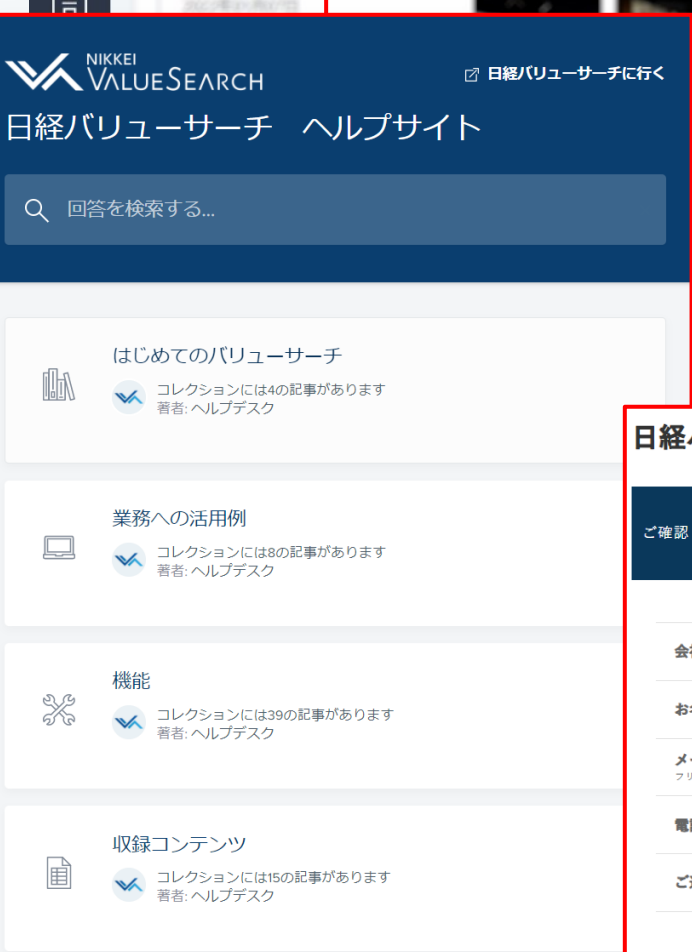 NIKKEI
VALUESEARCH
日経バリューサーチに行く
日経バリューサーチ ヘルプサイト
回答を検索する...
はじめてのバリューサーチ
コレクションには4の記事があります
著者: ヘルプデスク
業務への活用例
コレクションには8の記事があります
著者: ヘルプデスク
機能
コレクションには39の記事があります
著者: ヘルプデスク
収録コンテンツ
コレクションには15の記事があります
著者: ヘルプデスク
日経
ご確認